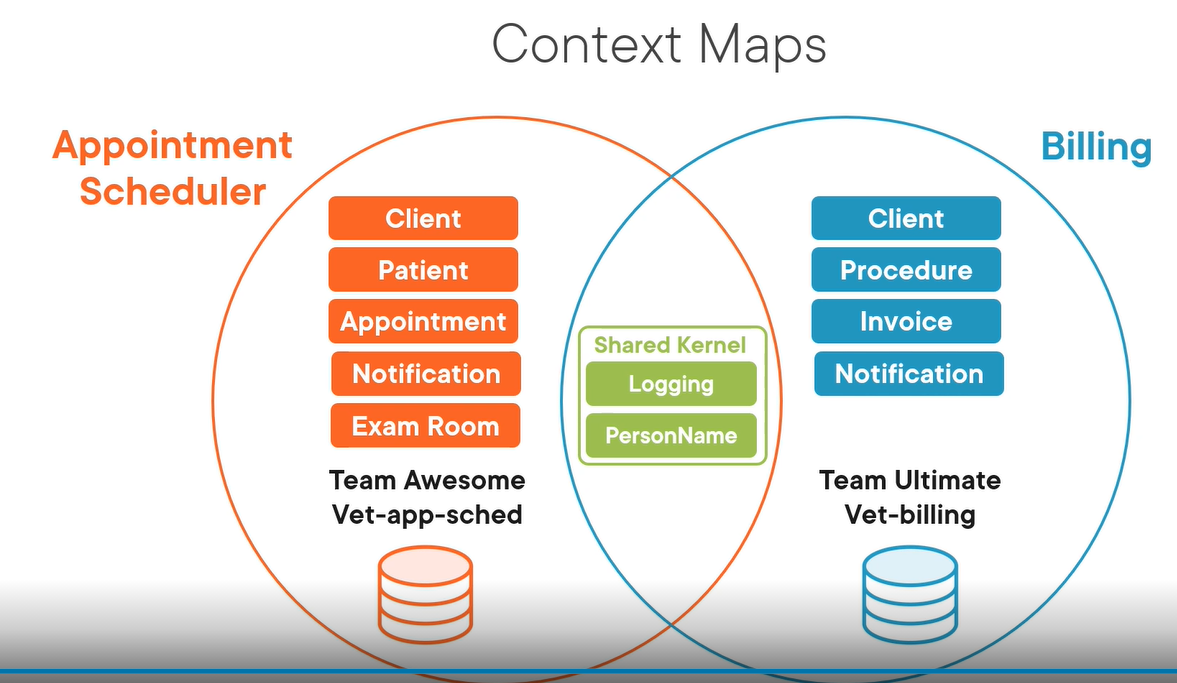 Context Maps
Appointment
Scheduler
Client
Patient
Appointment
Notification
Exam Room
Team Awesome
Vet-app-sched
Shared Kernel
Logging
PersonName
Billing
Client
Procedure
Invoice
Notification
Team Ultimate
Vet-billing